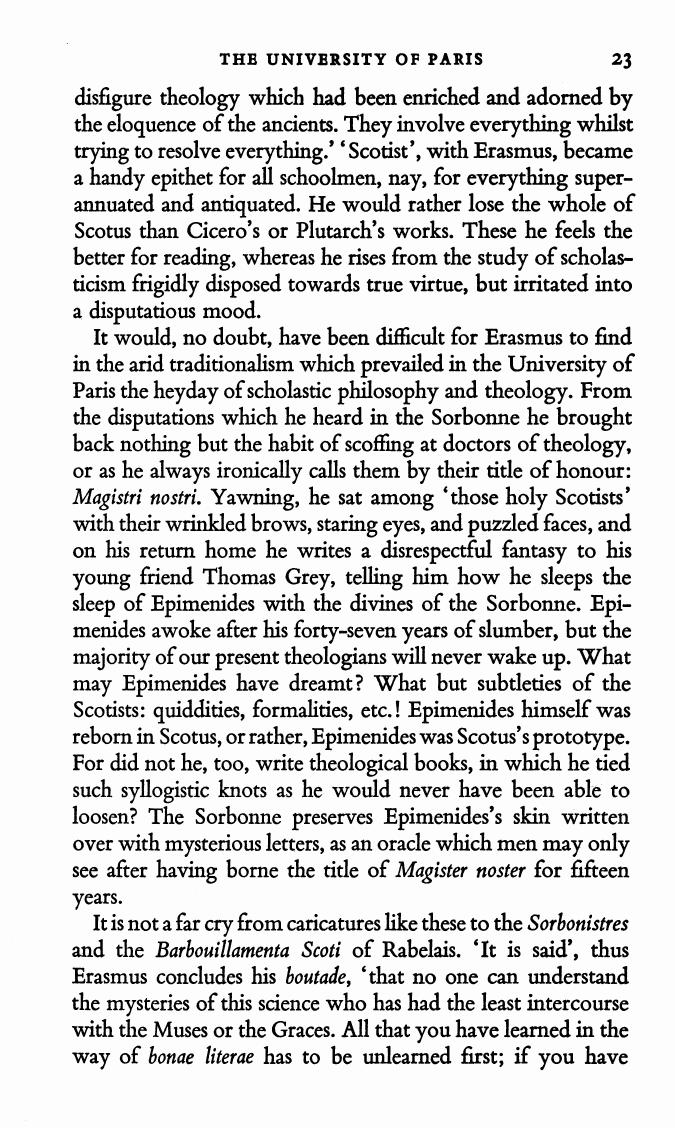 THE UNIVERSITY OF PARIS 23
disfigure theology which had been enriched and adorned by
the eloquence of the ancients. They involve everything whilst
trying to resolve everything.’ ‘Scotist’, with Erasmus, became
a handy epithet for all schoolmen, nay, for everything super-
annuated and antiquated. He would rather lose the whole of
Scotus than Cicero’s or Plutarch’s works. These he feels the
better for reading, whereas he rises from the study of scholas-
ticism frigidly disposed towards true virtue, but irritated into
a disputatious mood.
It would, no doubt, have been difficult for Erasmus to find
in the arid traditionalism which prevailed in the University of
Paris the heyday of scholastic philosophy and theology. From
the disputations which he heard in the Sorbonne he brought
back nothing but the habit of scoffing at doctors of theology,
or as he always ironically calls them by their title of honour:
Magistri nostri. Yawning, he sat among ‘those holy Scotists’
with their wrinkled brows, staring eyes, and puzzled faces, and
on his return home he writes a disrespectful fantasy to his
young friend Thomas Grey, telling him how he sleeps the
sleep of Epimenides with the divines of the Sorbonne. Epi-
menides awoke after his forty-seven years of slumber, but the
majority of our present theologians will never wake up. What
may Epimenides have dreamt? What but subtleties of the
Scotists: quiddities, formalities, etc.! Epimenides himself was
reborn in Scotus, or rather, Epimenides was Scotus’s prototype.
For did not he, too, write theological books, in which he tied
such syllogistic knots as he would never have been able to
loosen? The Sorbonne preserves Epimenides’s skin written
over with mysterious letters, as an oracle which men may only
see after having borne the title of Magister noster for fifteen
years.
It is not a far cry from caricatures like these to the Sorbonistres
and the Barbouillamenta Scoti of Rabelais. ‘It is said’, thus
Erasmus concludes his boutade, ‘that no one can understand
the mysteries of this science who has had the least intercourse
with the Muses or the Graces. All that you have learned in the
way of bonae literae has to be unlearned first; if you have